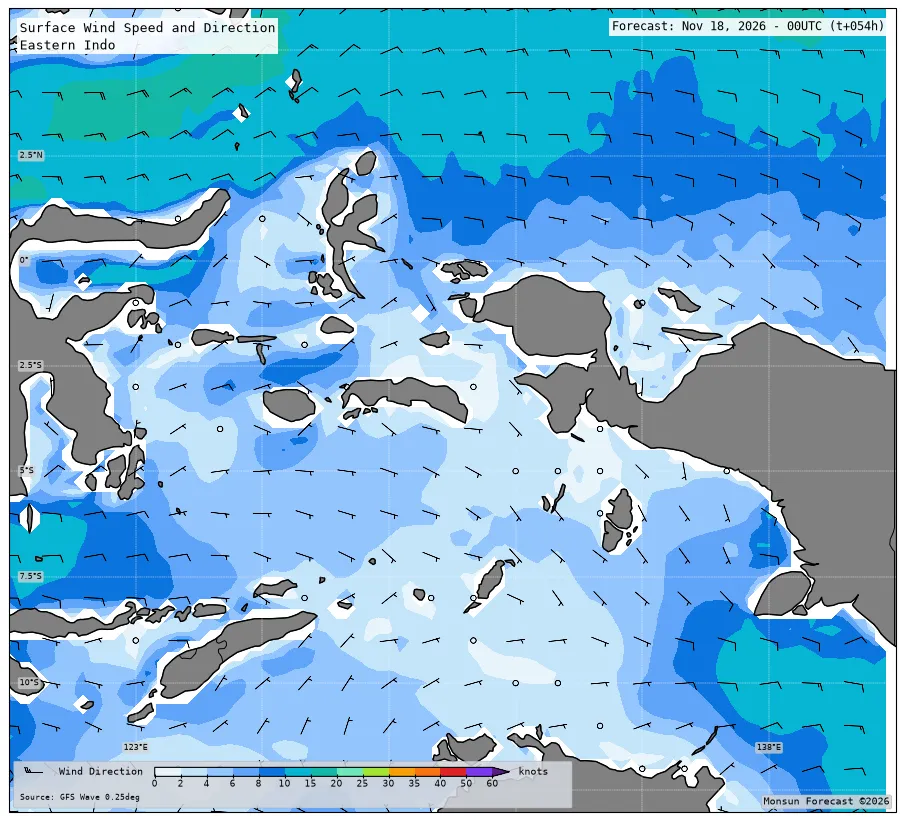 Surface Wind Speed and Direction
Eastern Indo
Forecast: Nov 18, 2026 - 00UTC (t+054h)
2.5°N
0°
2.5°S
5°S
7.5°S
10°S
123°E
138°E
Wind Direction
knots
0 2 4 6 8 10 15 20 25 30 35 40 50 60
Source: GFS Wave 0.25deg
Monsun Forecast ©2026